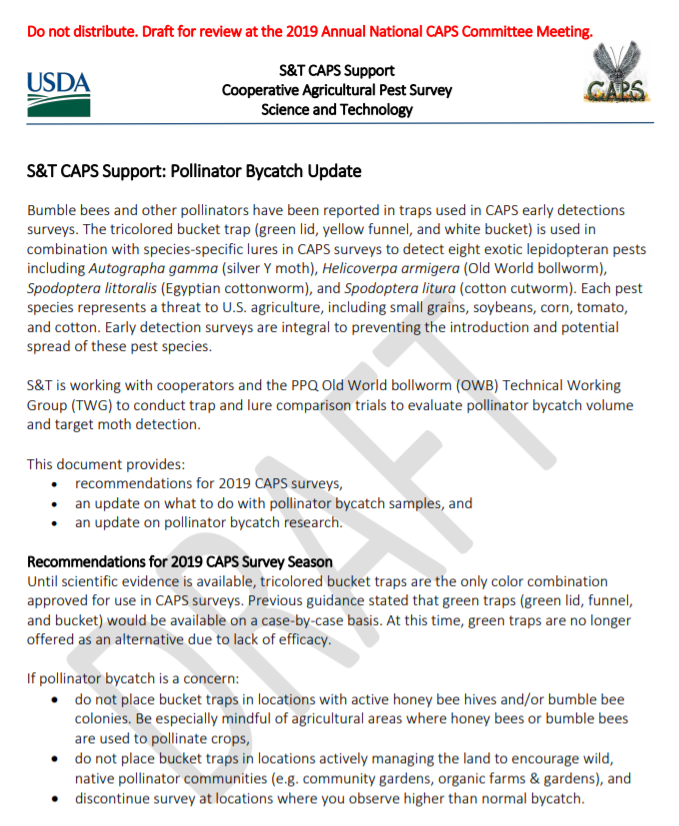 Do not distribute. Draft for review at the 2019 Annual National CAPS Committee Meeting.
USDA
S&T CAPS Support
Cooperative Agricultural Pest Survey
Science and Technology
CAPS
S&T CAPS Support: Pollinator Bycatch Update
Bumble bees and other pollinators have been reported in traps used in CAPS early detections
surveys. The tricolored bucket trap (green lid, yellow funnel, and white bucket) is used in
combination with species-specific lures in CAPS surveys to detect eight exotic lepidopteran pests
including Autographa gamma (silver Y moth), Helicoverpa armigera (Old World bollworm),
Spodoptera littoralis (Egyptian cottonworm), and Spodoptera litura (cotton cutworm). Each pest
species represents a threat to U.S. agriculture, including small grains, soybeans, corn, tomato,
and cotton. Early detection surveys are integral to preventing the introduction and potential
spread of these pest species.
S&T is working with cooperators and the PPQ Old World bollworm (OWB) Technical Working
Group (TWG) to conduct trap and lure comparison trials to evaluate pollinator bycatch volume
and target moth detection.
This document provides:
• recommendations for 2019 CAPS surveys,
• an update on what to do with pollinator bycatch samples, and
• an update on pollinator bycatch research.
Recommendations for 2019 CAPS Survey Season
Until scientific evidence is available, tricolored bucket traps are the only color combination
approved for use in CAPS surveys. Previous guidance stated that green traps (green lid, funnel,
and bucket) would be available on a case-by-case basis. At this time, green traps are no longer
offered as an alternative due to lack of efficacy.
If pollinator bycatch is a concern:
• do not place bucket traps in locations with active honey bee hives and/or bumble bee
colonies. Be especially mindful of agricultural areas where honey bees or bumble bees
are used to pollinate crops,
• do not place bucket traps in locations actively managing the land to encourage wild,
native pollinator communities (e.g. community gardens, organic farms & gardens), and
• discontinue survey at locations where you observe higher than normal bycatch.
DRAFT